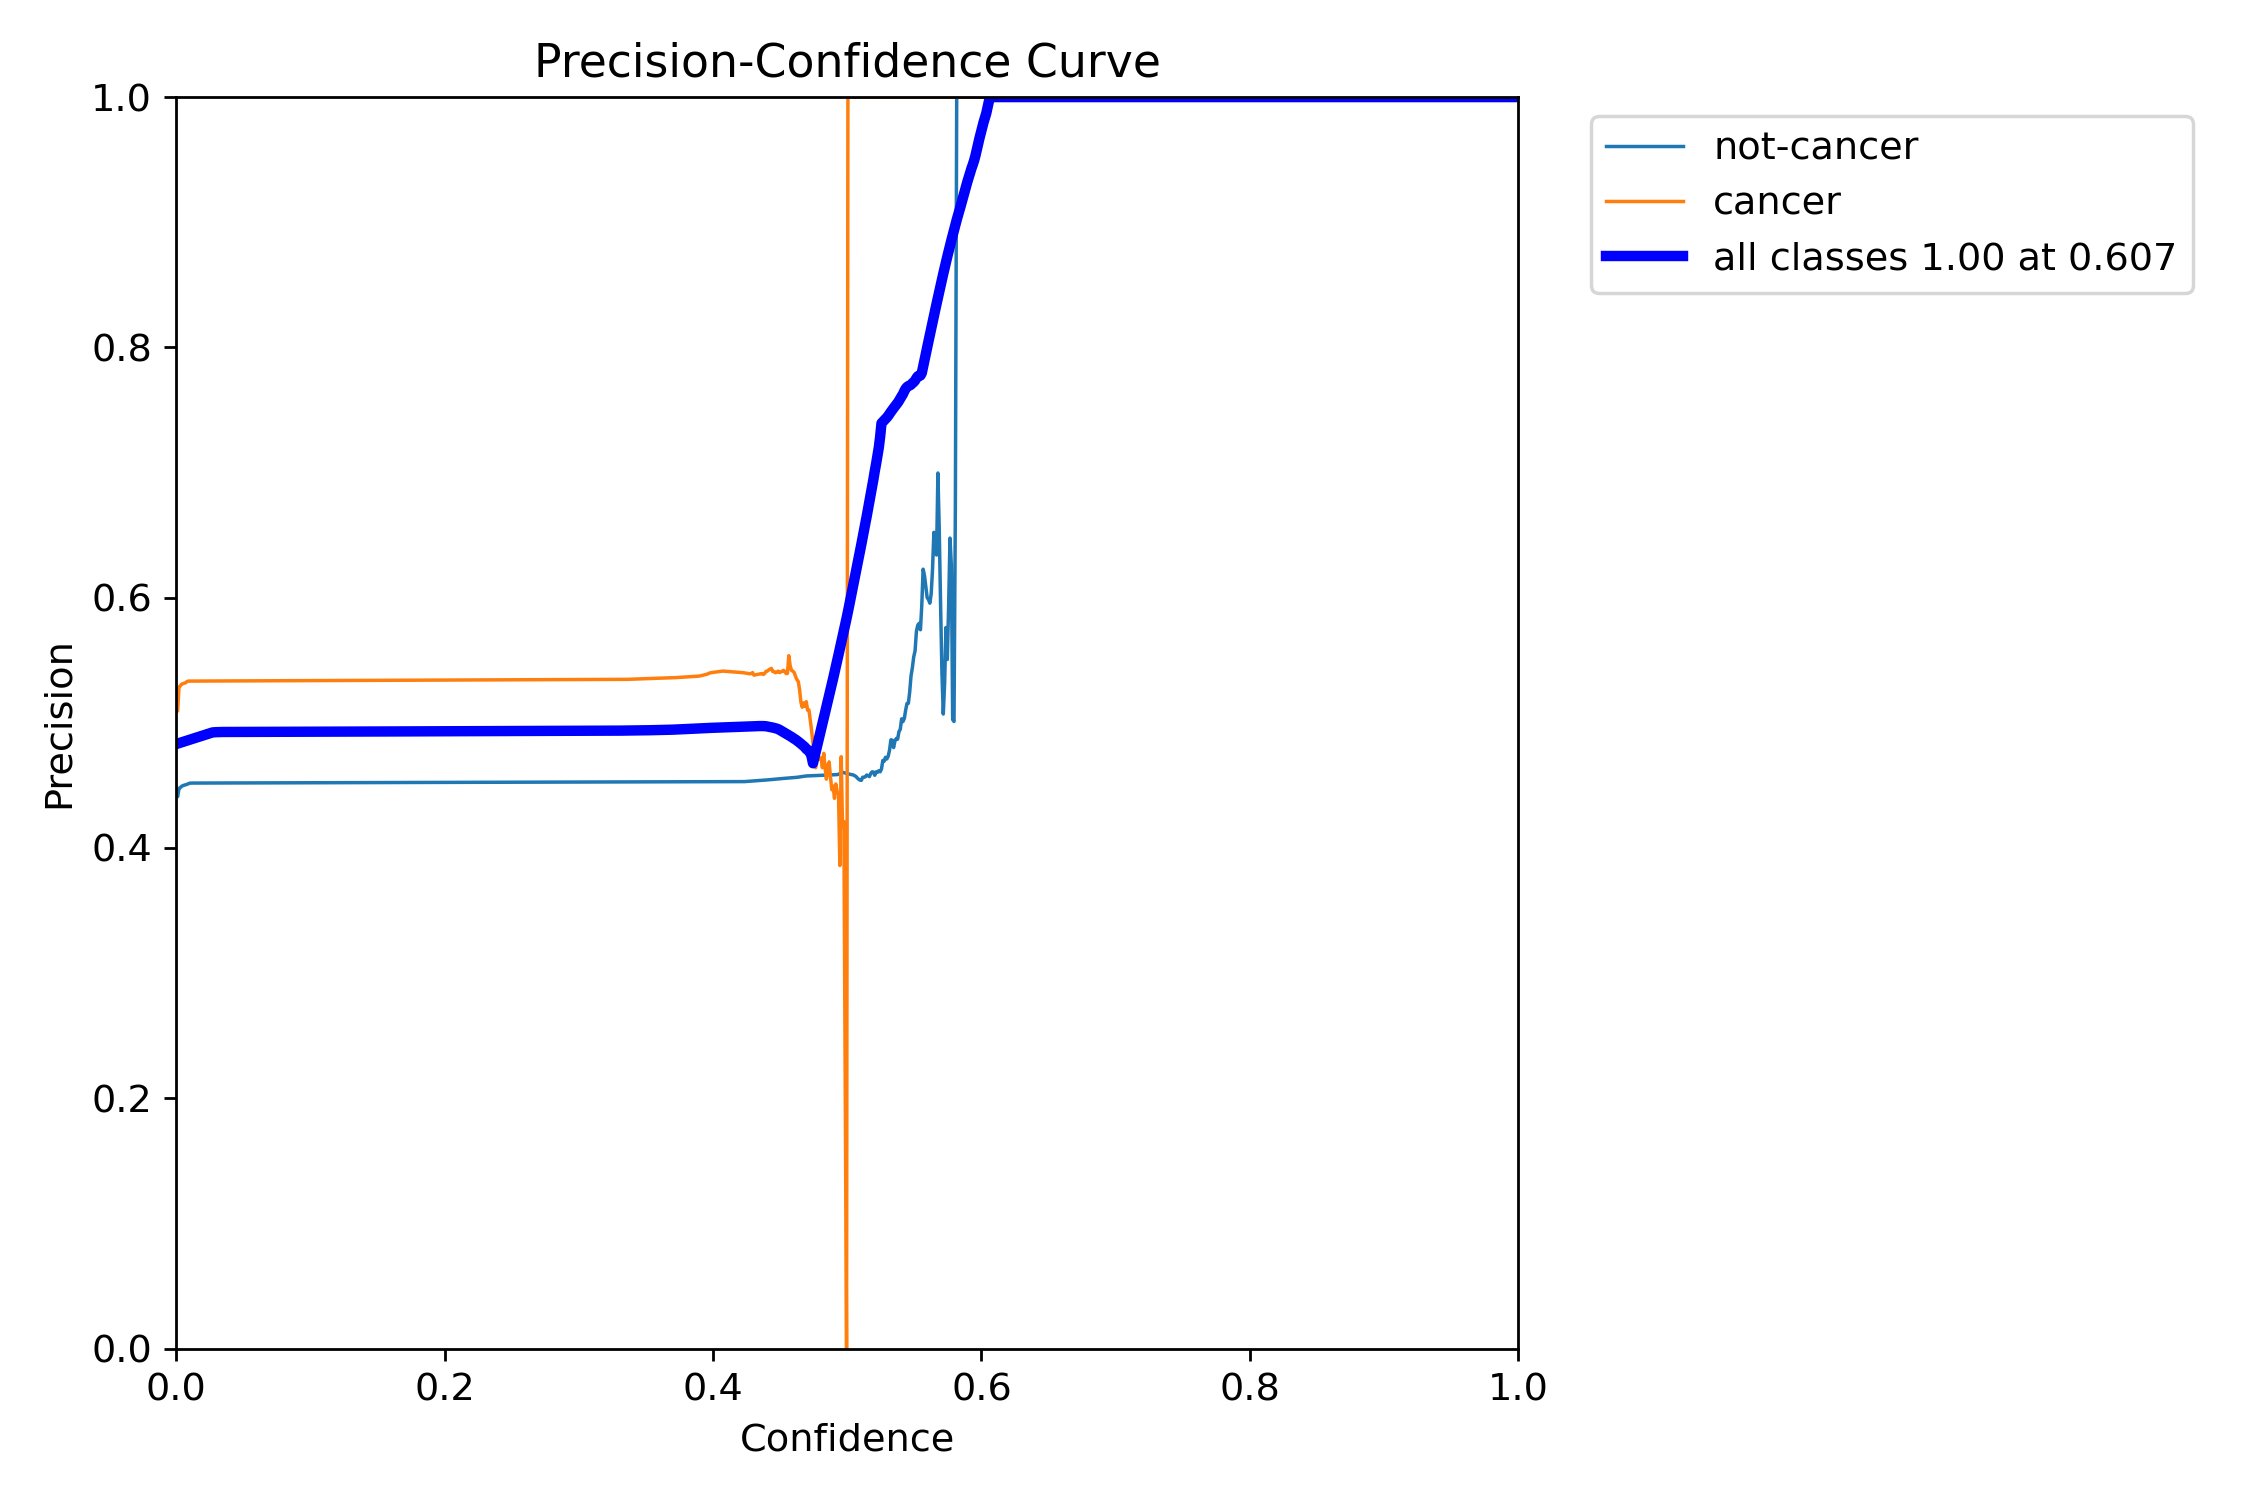 Precision-Confidence Curve
1.0
0.8
0.6
0.4
0.2
0.0
Precision
0.0 0.2 0.4 0.6 0.8 1.0
Confidence
not-cancer
cancer
all classes 1.00 at 0.607